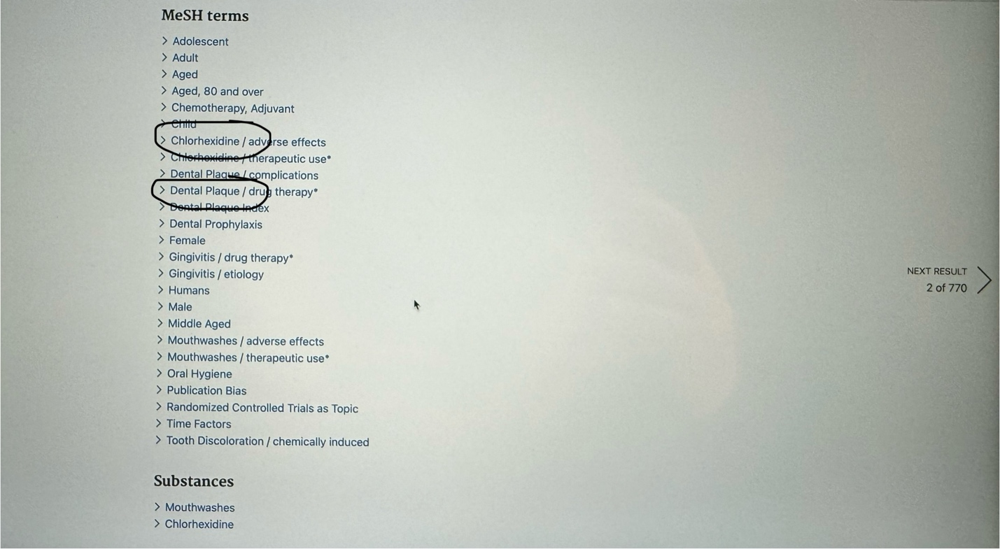 MeSH terms
> Adolescent
> Adult
> Aged
> Aged, 80 and over
> Chemotherapy, Adjuvant
> Child
> Chlorhexidine / adverse effects
> Chlorhexidine / therapeutic use*
> Dental Plaque / complications
> Dental Plaque / drug therapy*
> Dental Plaque Index
> Dental Prophylaxis
> Female
> Gingivitis / drug therapy*
> Gingivitis / etiology
> Humans
> Male
> Middle Aged
> Mouthwashes / adverse effects
> Mouthwashes / therapeutic use*
> Oral Hygiene
> Publication Bias
> Randomized Controlled Trials as Topic
> Time Factors
> Tooth Discoloration / chemically induced
Substances
> Mouthwashes
> Chlorhexidine
NEXT RESULT
2 of 770